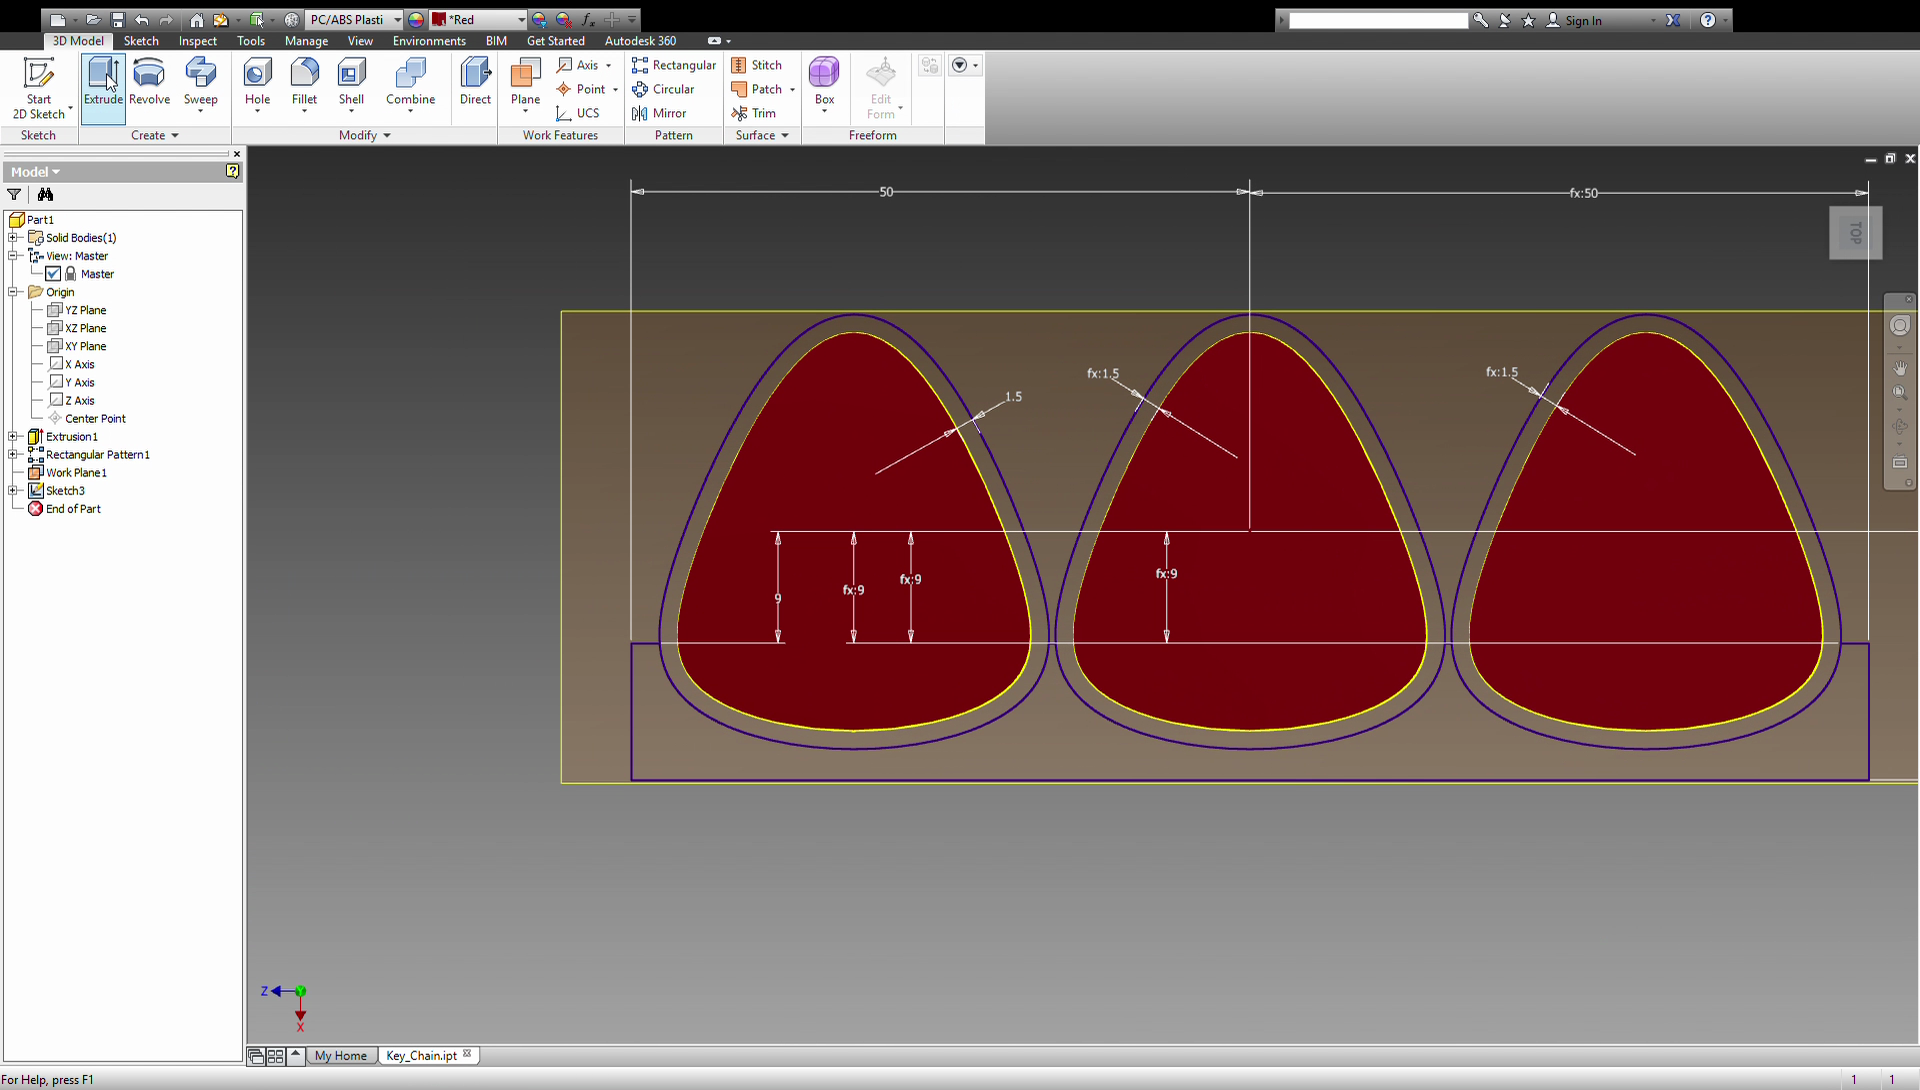 PC/ABS Plasti
*Red
Sign In
3D Model
Sketch
Inspect
Tools
Manage
View
Environments
BIM
Get Started
Autodesk 360
Start
2D Sketch
Extrude
Revolve
Sweep
Hole
Fillet
Shell
Combine
Direct
Plane
Axis
Point
UCS
Rectangular
Circular
Mirror
Stitch
Patch
Trim
Box
Edit
Form
Sketch
Create
Modify
Work Features
Pattern
Surface
Freeform
Model
Part1
Solid Bodies(1)
View: Master
Master
Origin
YZ Plane
XZ Plane
XY Plane
X Axis
Y Axis
Z Axis
Center Point
Extrusion1
Rectangular Pattern1
Work Plane1
Sketch3
End of Part
50
fx:50
TOP
1.5
fx:1.5
fx:1.5
9
fx:9
fx:9
fx:9
Z
X
My Home
Key_Chain.ipt
For Help, press F1
1
1